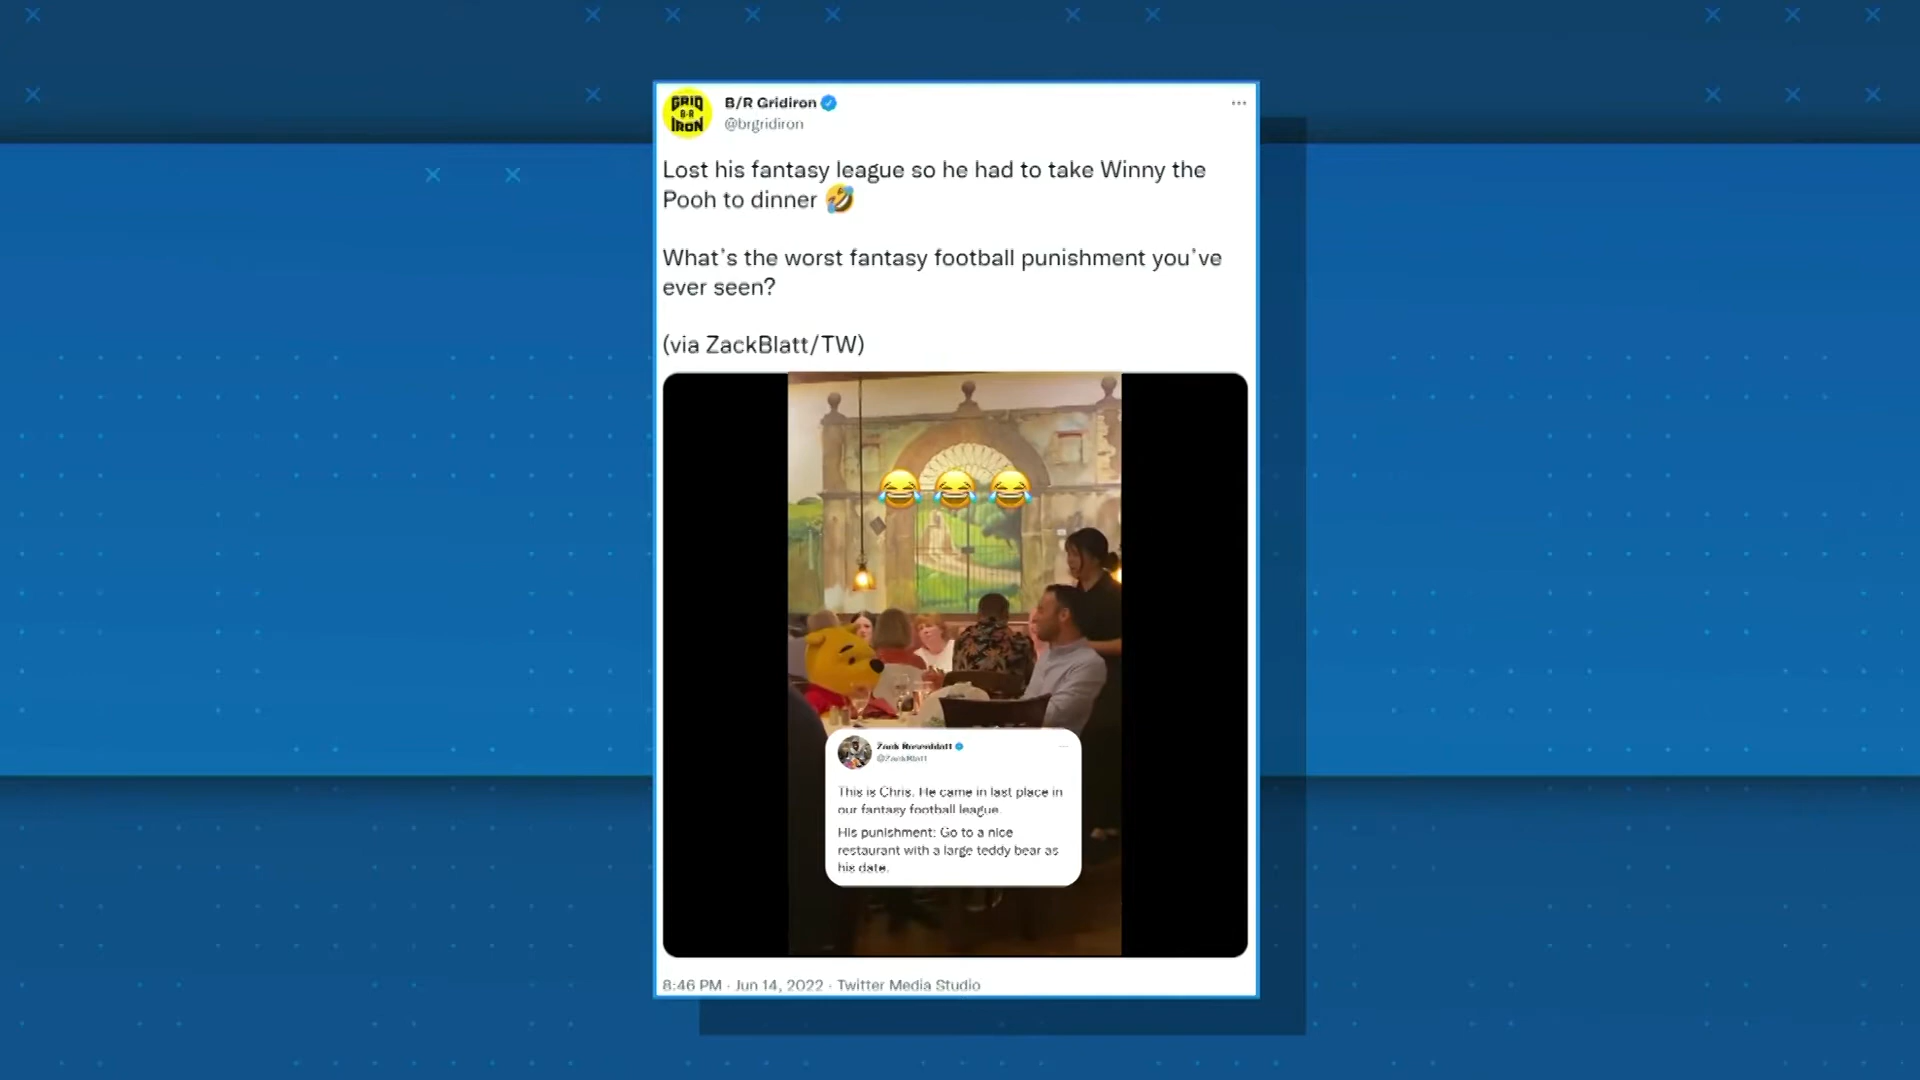 GRID
B/R
IRON
B/R Gridiron
@brgridiron
Lost his fantasy league so he had to take Winny the
Pooh to dinner 🤣
What's the worst fantasy football punishment you've
ever seen?
(via ZackBlatt/TW)
😂😂😂
Zack Rosenblatt
@ZackBlatt
This is Chris. He came in last place in
our fantasy football league.
His punishment: Go to a nice
restaurant with a large teddy bear as
his date.
8:46 PM · Jun 14, 2022 · Twitter Media Studio